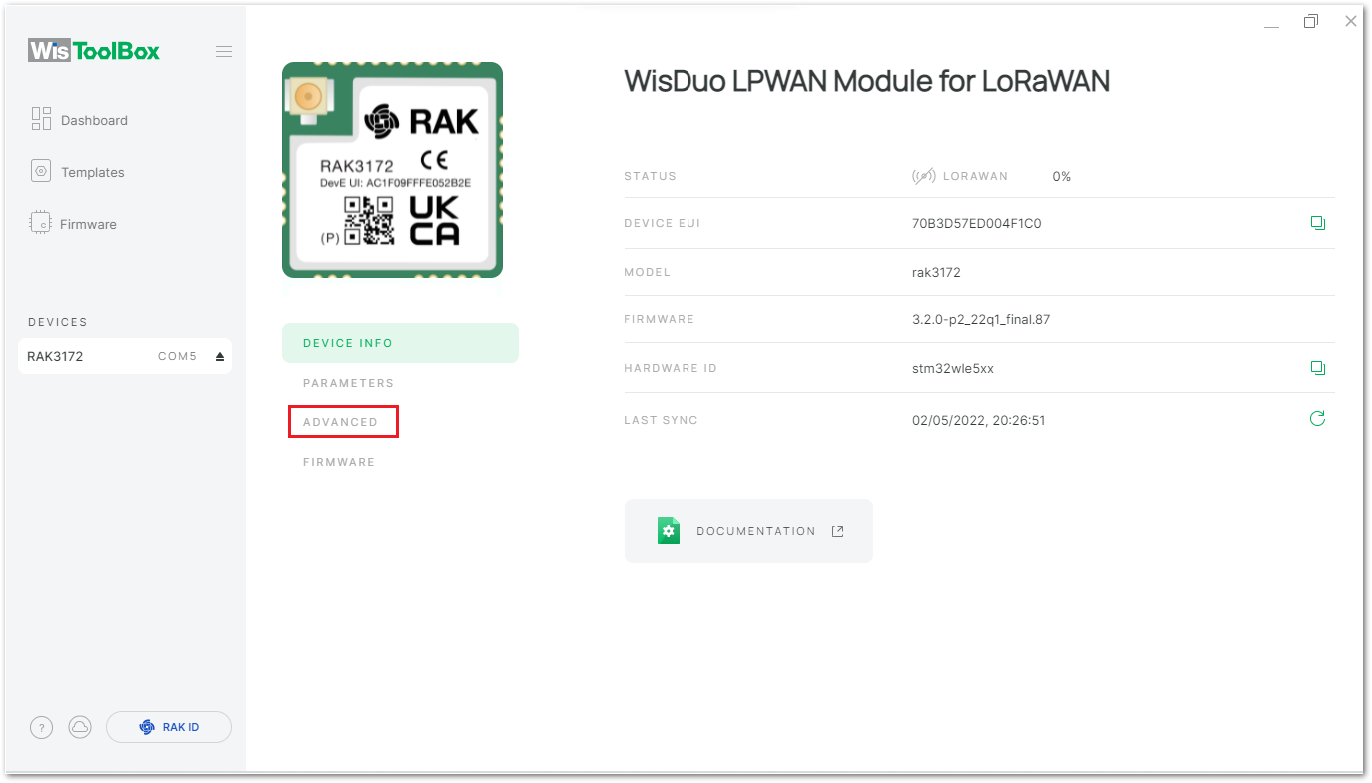 WisToolBox
Dashboard
Templates
Firmware
DEVICES
RAK3172 COM5
? RAK ID
RAK
RAK3172 CE
DevE UI: AC1F09FFFE052B2E
UK
CA
(P)
DEVICE INFO
PARAMETERS
ADVANCED
FIRMWARE
WisDuo LPWAN Module for LoRaWAN
STATUS LORAWAN 0%
DEVICE EUI 70B3D57ED004F1C0
MODEL rak3172
FIRMWARE 3.2.0-p2_22q1_final.87
HARDWARE ID stm32wle5xx
LAST SYNC 02/05/2022, 20:26:51
DOCUMENTATION